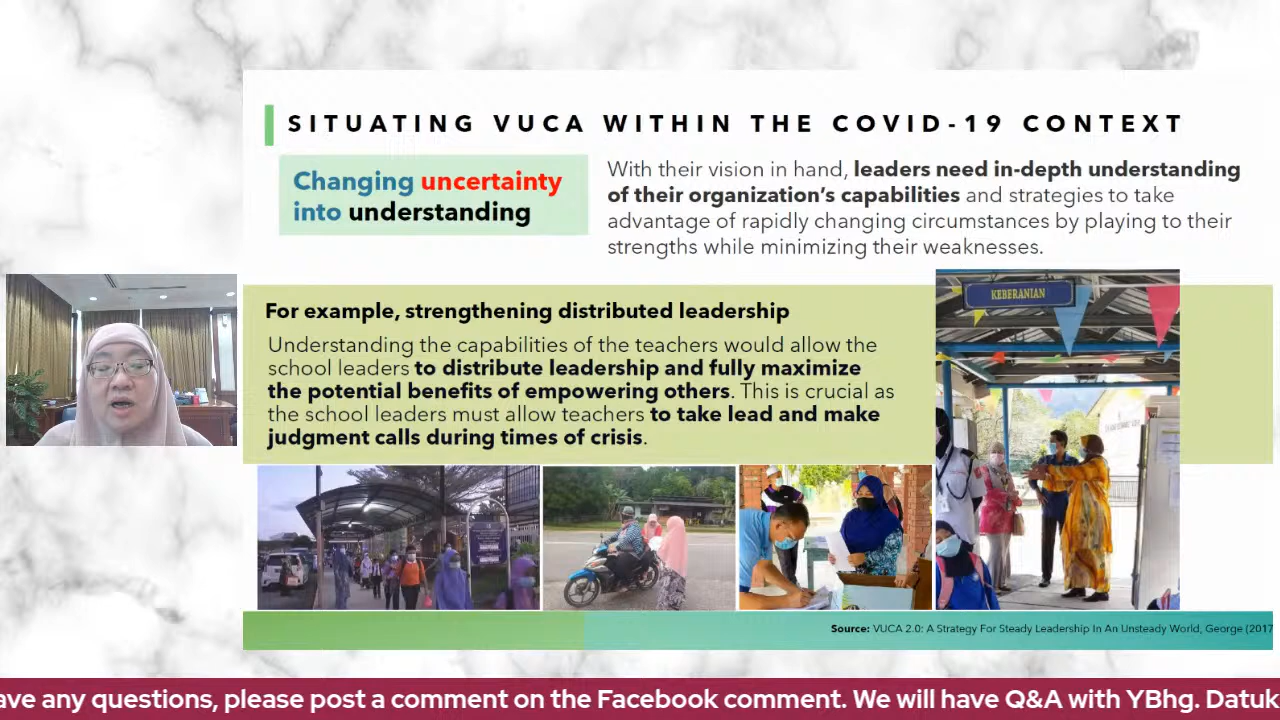 SITUATING VUCA WITHIN THE COVID-19 CONTEXT
Changing uncertainty
into understanding
With their vision in hand, leaders need in-depth understanding
of their organization's capabilities and strategies to take
advantage of rapidly changing circumstances by playing to their
strengths while minimizing their weaknesses.
For example, strengthening distributed leadership
Understanding the capabilities of the teachers would allow the
school leaders to distribute leadership and fully maximize
the potential benefits of empowering others. This is crucial as
the school leaders must allow teachers to take lead and make
judgment calls during times of crisis.
KEBERANIAN
Source: VUCA 2.0: A Strategy For Steady Leadership In An Unsteady World, George (2017
ave any questions, please post a comment on the Facebook comment. We will have Q&A with YBhg. Datuk